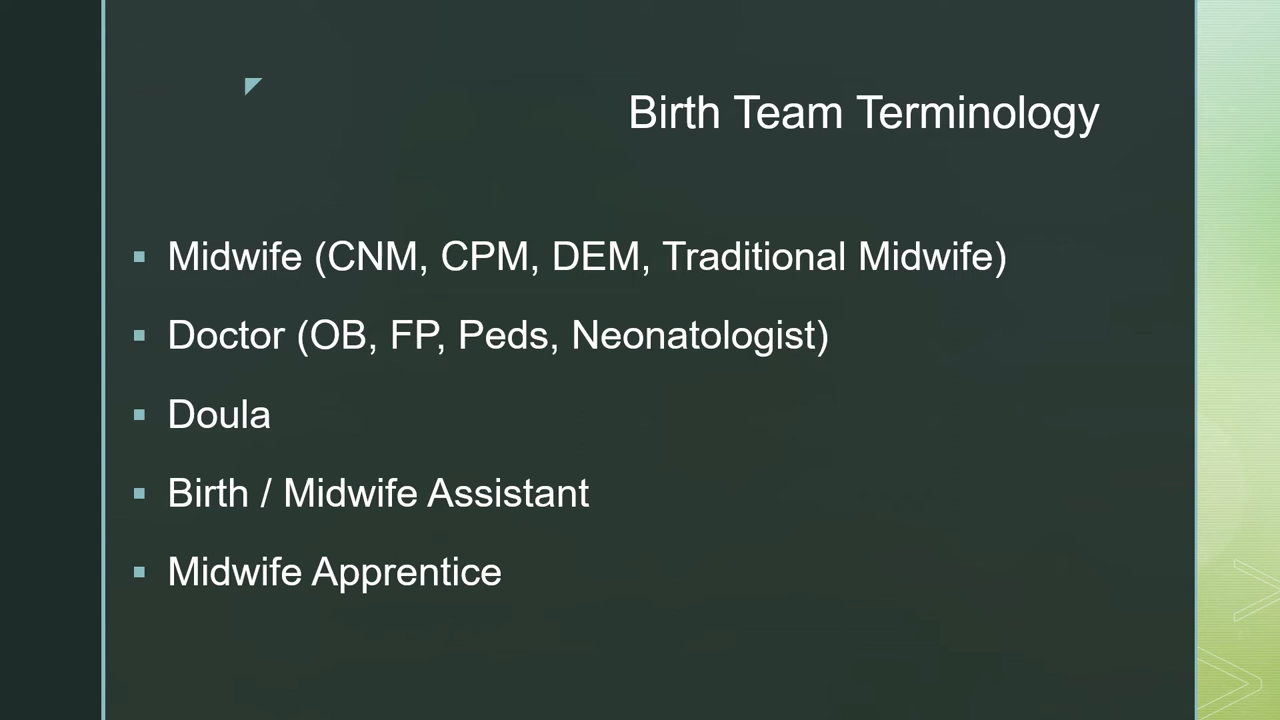 Birth Team Terminology
▪ Midwife (CNM, CPM, DEM, Traditional Midwife)
▪ Doctor (OB, FP, Peds, Neonatologist)
▪ Doula
▪ Birth / Midwife Assistant
▪ Midwife Apprentice